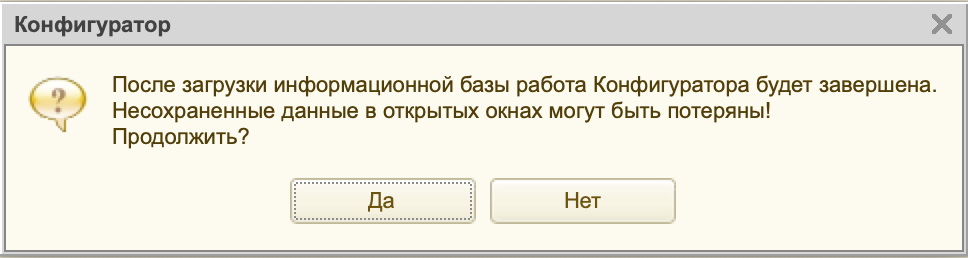 Конфигуратор
После загрузки информационной базы работа Конфигуратора будет завершена.
Несохраненные данные в открытых окнах могут быть потеряны!
Продолжить?
Да Нет